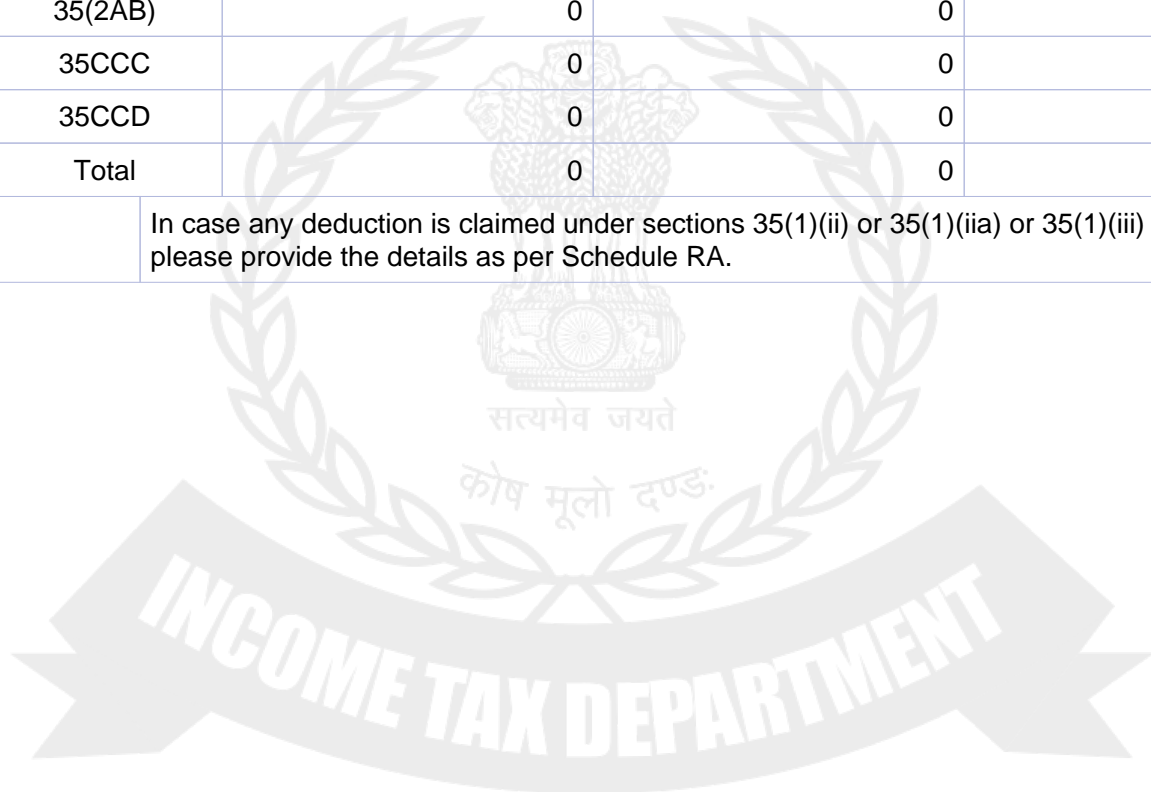 35(2AB) 0 0
35CCC 0 0
35CCD 0 0
Total 0 0
In case any deduction is claimed under sections 35(1)(ii) or 35(1)(iia) or 35(1)(iii)
please provide the details as per Schedule RA.
सत्यमेव जयते
कोष मूलो दण्डः
INCOME TAX DEPARTMENT